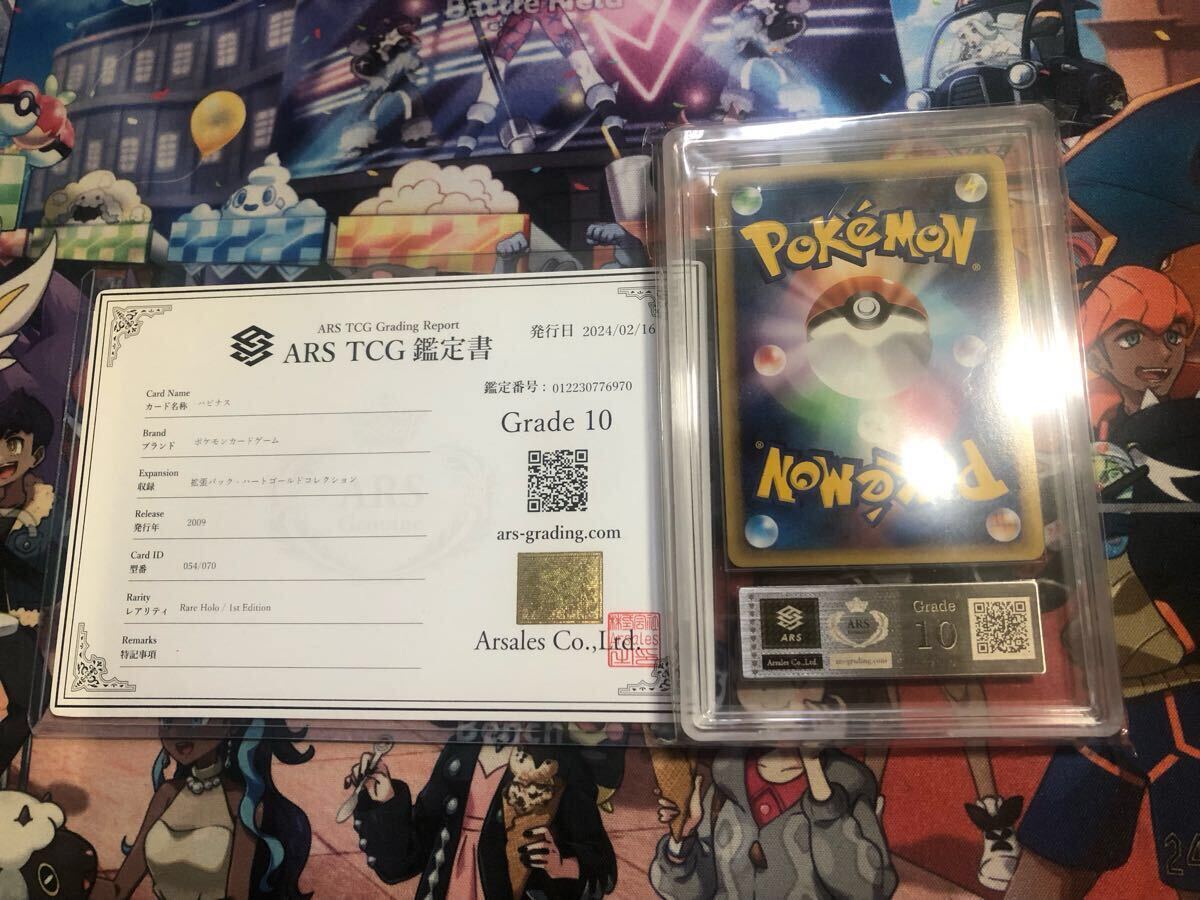 Battle Field
ARS TCG Grading Report
ARS TCG 鑑定書
発行日 2024/02/16
Card Name
カード名称 ハピナス
Brand
ブランド ポケモンカードゲーム
Expansion
収録 拡張パック・ハートゴールドコレクション
Release
発行年 2009
Card ID
型番 054/070
Rarity
レアリティ Rare Holo / 1st Edition
Remarks
特記事項
ARS
Genuine
鑑定番号：012230776970
Grade 10
ars-grading.com
Arsales Co.,Ltd.
Arsales
POKéMON
®
POKéMON
®
ARS
Arsales Co.,Ltd.
ARS
ars-grading.com
Grade
10
Bench
24